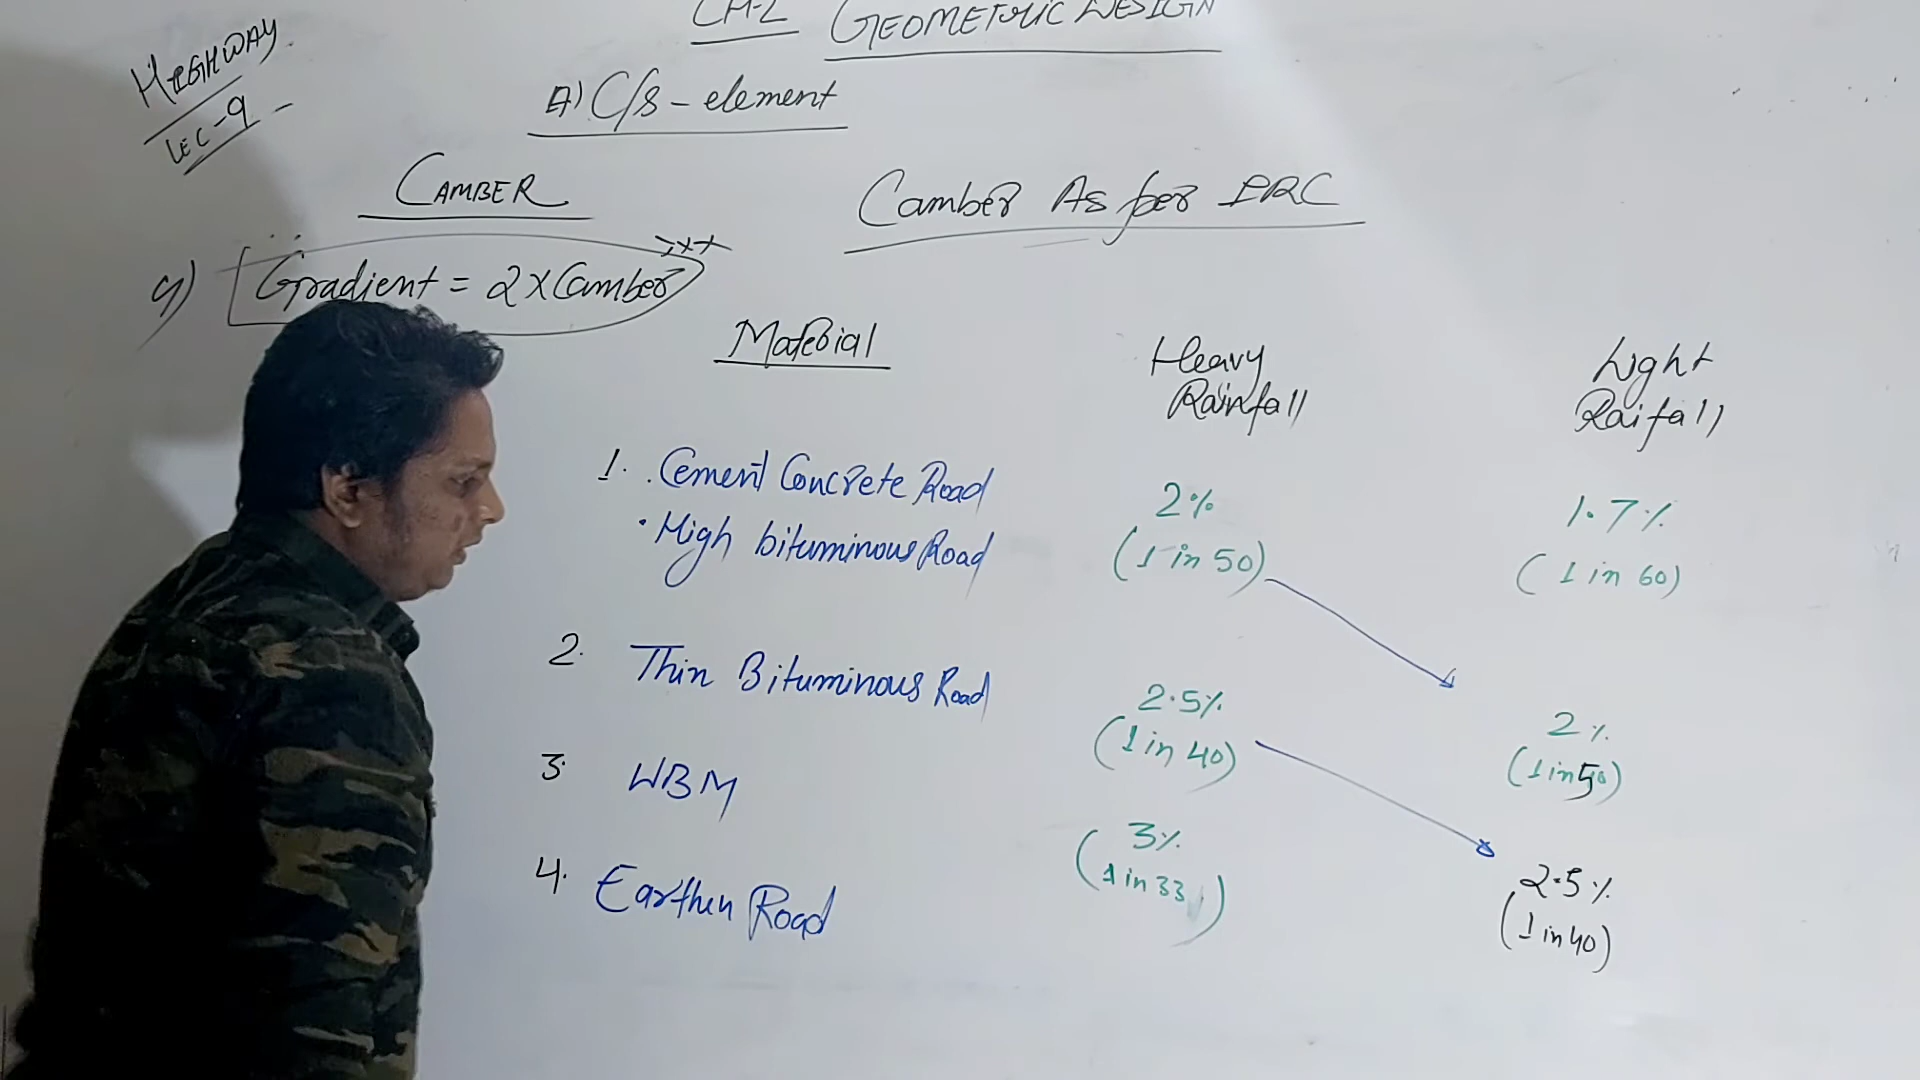 CH-2 GEOMETRIC DESIGN
HIGHWAY
LEC-9
A) C/S - element
CAMBER
Camber As per IRC
Gradient = 2 x Camber
Material
Heavy Rainfall
Light Raifall
1. Cement Concrete Road
2%
1.7%
• High bituminous Road
(1 in 50)
(1 in 60)
2. Thin Bituminous Road
2.5%
2%
(1 in 40)
(1 in 50)
3. WBM
3%
2.5%
(1 in 33)
(1 in 40)
4. Earthen Road